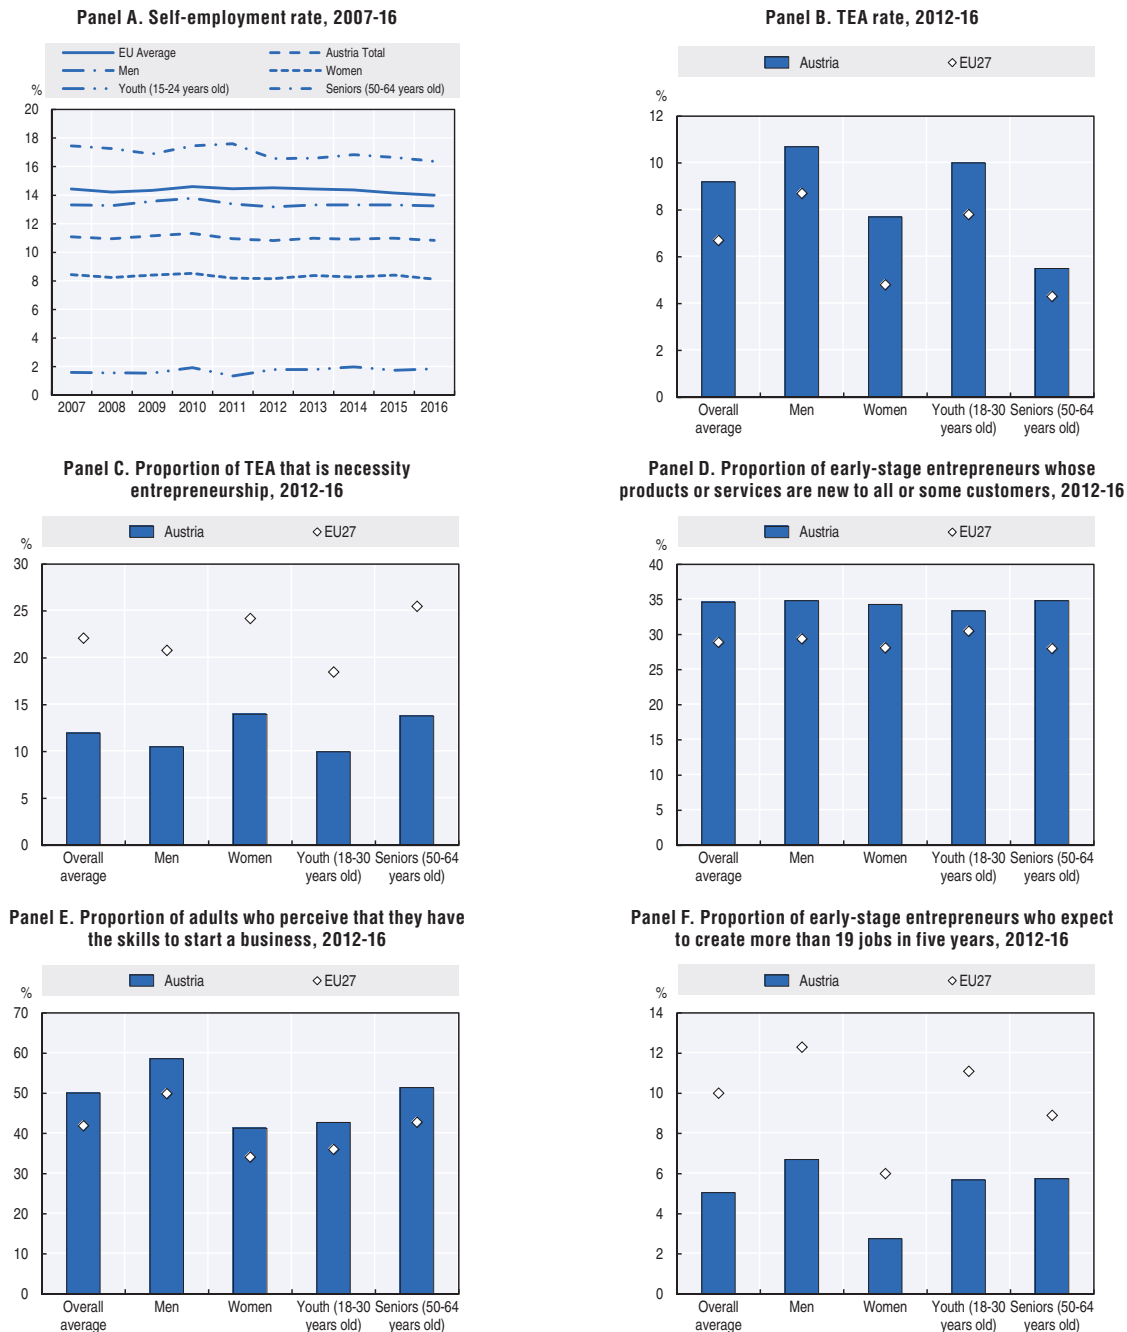 Panel A. Self-employment rate, 2007-16
EU Average
Austria Total
Men
Women
Youth (15-24 years old)
Seniors (50-64 years old)
%
20
18
16
14
12
10
8
6
4
2
0
2007 2008 2009 2010 2011 2012 2013 2014 2015 2016
Panel B. TEA rate, 2012-16
Austria
EU27
%
12
10
8
6
4
2
0
Overall average
Men
Women
Youth (18-30 years old)
Seniors (50-64 years old)
Panel C. Proportion of TEA that is necessity
entrepreneurship, 2012-16
Austria
EU27
%
30
25
20
15
10
5
0
Overall average
Men
Women
Youth (18-30 years old)
Seniors (50-64 years old)
Panel D. Proportion of early-stage entrepreneurs whose
products or services are new to all or some customers, 2012-16
Austria
EU27
%
40
35
30
25
20
15
10
5
0
Overall average
Men
Women
Youth (18-30 years old)
Seniors (50-64 years old)
Panel E. Proportion of adults who perceive that they have
the skills to start a business, 2012-16
Austria
EU27
%
70
60
50
40
30
20
10
0
Overall average
Men
Women
Youth (18-30 years old)
Seniors (50-64 years old)
Panel F. Proportion of early-stage entrepreneurs who expect
to create more than 19 jobs in five years, 2012-16
Austria
EU27
%
14
12
10
8
6
4
2
0
Overall average
Men
Women
Youth (18-30 years old)
Seniors (50-64 years old)